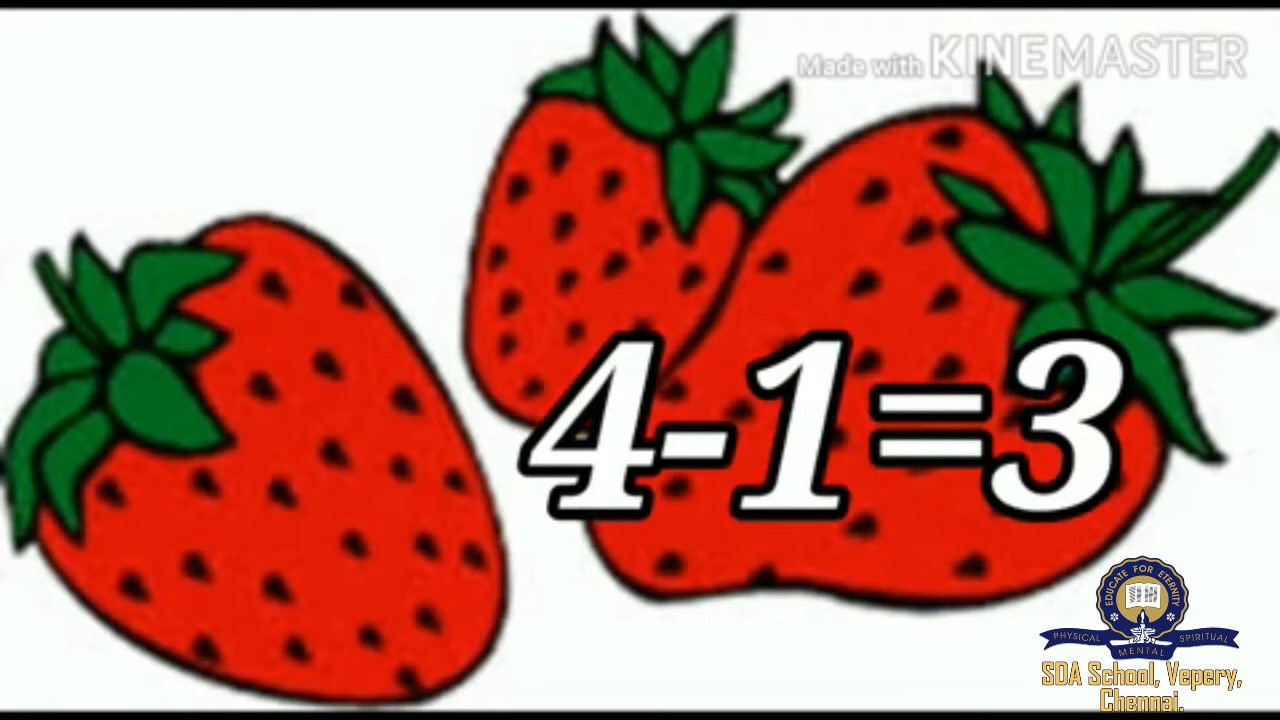 Made with KINEMASTER
4-1=3
EDUCATE FOR ETERNITY
PHYSICAL
MENTAL
SPIRITUAL
SDA School, Vepery,
Chennai.